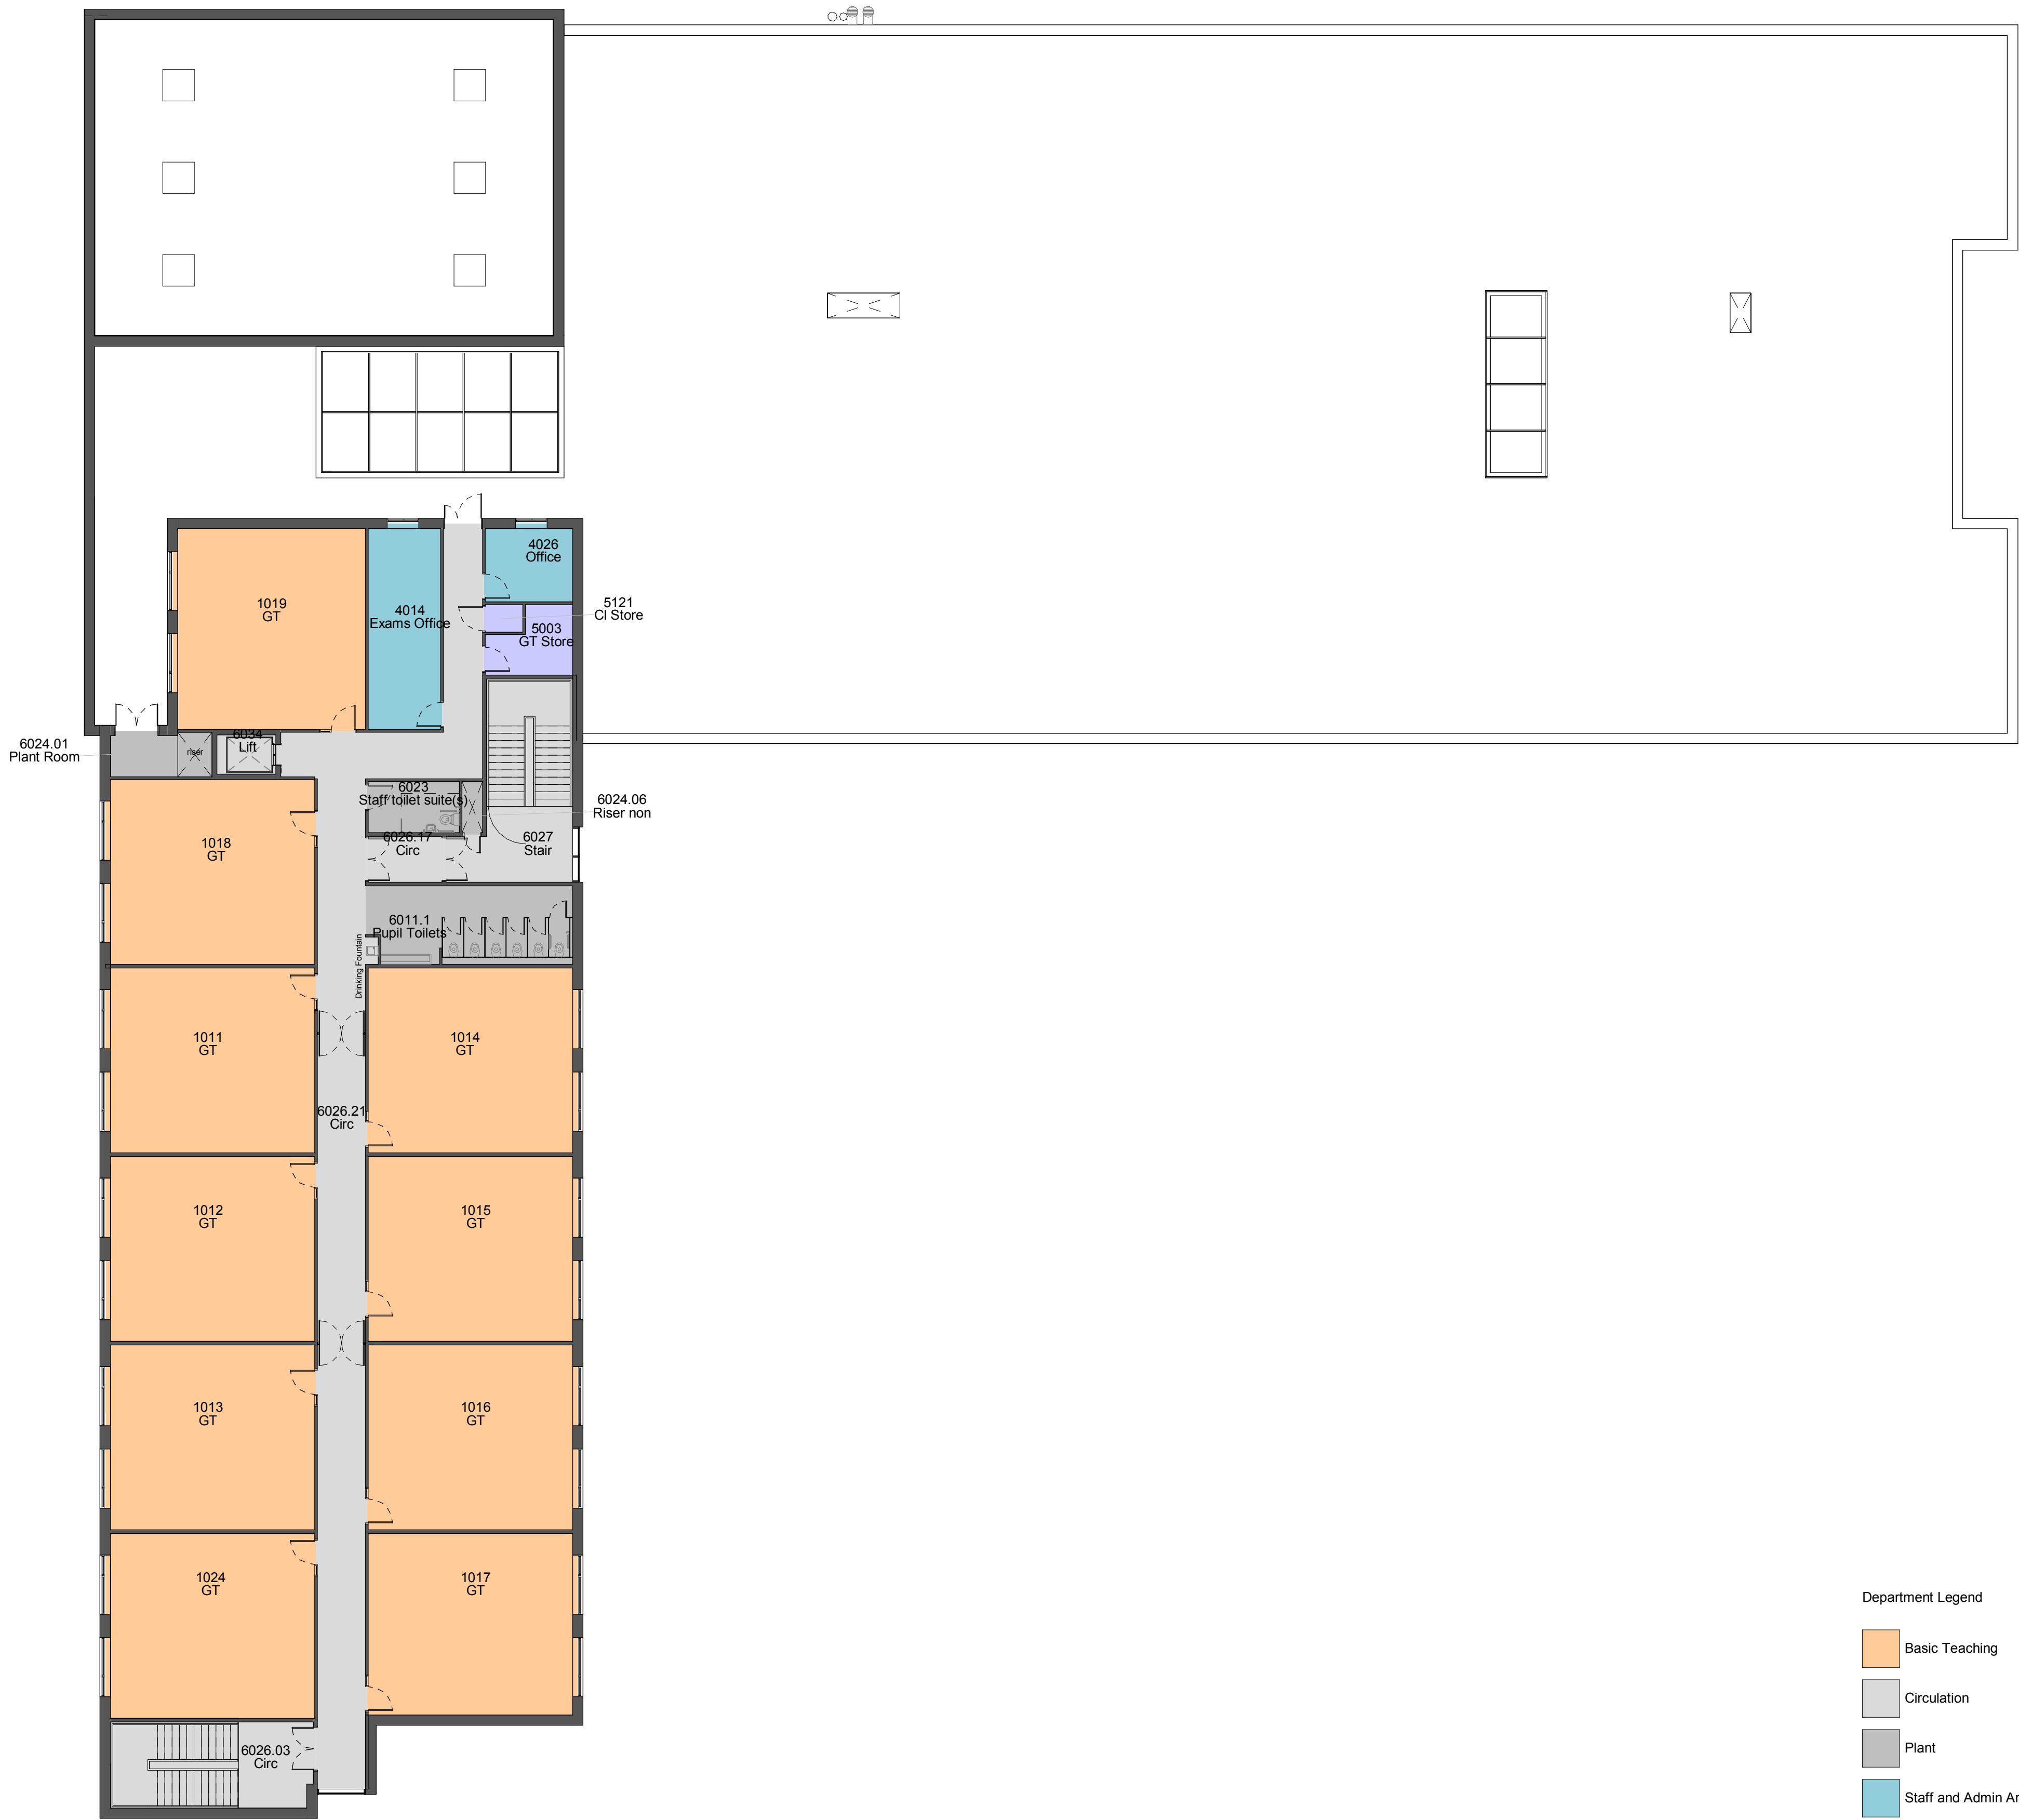 4026
Office
1019
GT
4014
Exams Office
5121
Cl Store
5003
GT Store
6034
Lift
6024.01
Plant Room
riser
6023
Staff toilet suite(s)
6024.06
Riser non
6026.17
Circ
6027
Stair
1018
GT
6011.1
Pupil Toilets
Drinking Fountain
1011
GT
1014
GT
6026.21
Circ
1012
GT
1015
GT
1013
GT
1016
GT
1024
GT
1017
GT
6026.03
Circ
Department Legend
Basic Teaching
Circulation
Plant
Staff and Admin Ar